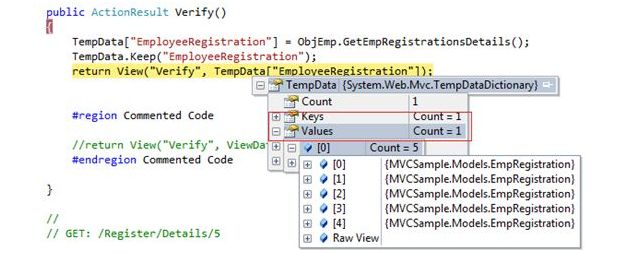 public ActionResult Verify()
{
TempData["EmployeeRegistration"] = ObjEmp.GetEmpRegistrationsDetails();
TempData.Keep("EmployeeRegistration");
return View("Verify", TempData["EmployeeRegistration"]);
TempData {System.Web.Mvc.TempDataDictionary}
Count 1
#region Commented Code
Keys Count = 1
Values Count = 1
//return View("Verify", ViewDa
[0] Count = 5
#endregion Commented Code
[0] {MVCSample.Models.EmpRegistration}
[1] {MVCSample.Models.EmpRegistration}
[2] {MVCSample.Models.EmpRegistration}
}
[3] {MVCSample.Models.EmpRegistration}
[4] {MVCSample.Models.EmpRegistration}
//
Raw View
// GET: /Register/Details/5